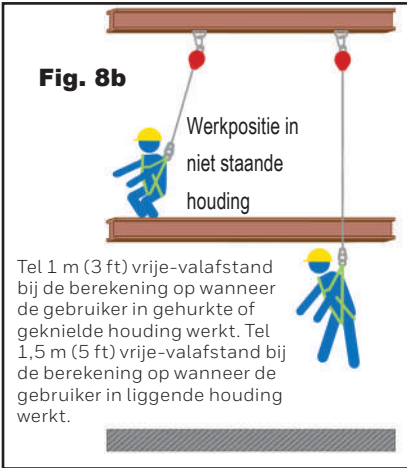 Fig. 8b
Werkpositie in
niet staande
houding
Tel 1 m (3 ft) vrije-valafstand
bij de berekening op wanneer
de gebruiker in gehurkte of
geknielde houding werkt. Tel
1,5 m (5 ft) vrije-valafstand bij
de berekening op wanneer de
gebruiker in liggende houding
werkt.